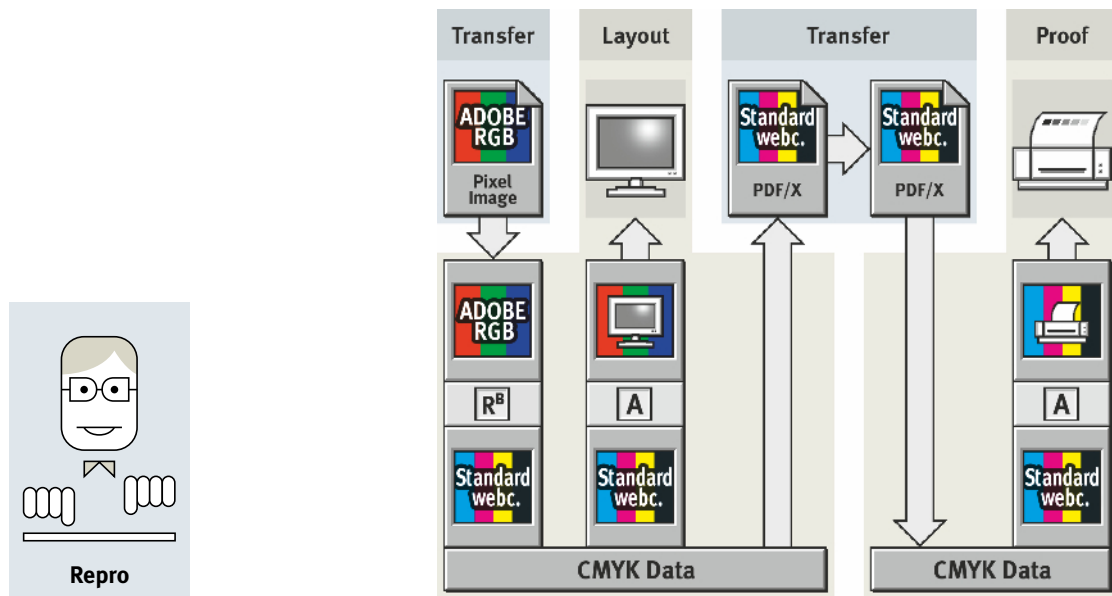 Transfer
Layout
Transfer
Proof
ADOBE
RGB
Pixel
Image
Standard
webc.
PDF/X
Standard
webc.
PDF/X
ADOBE
RGB
Rᴮ
A
A
Standard
webc.
Standard
webc.
Standard
webc.
CMYK Data
CMYK Data
Repro